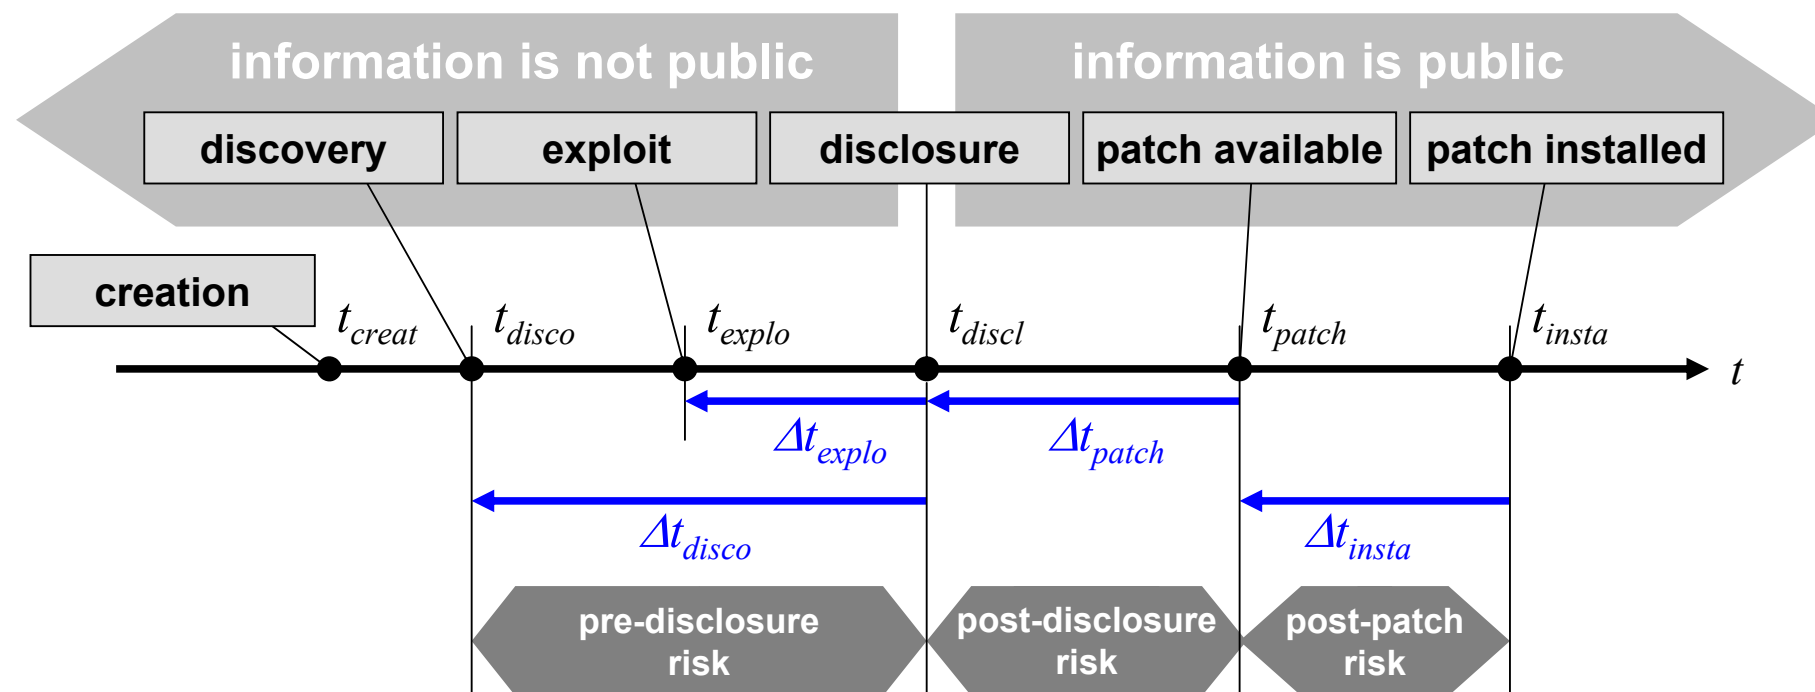 information is not public
information is public
discovery
exploit
disclosure
patch available
patch installed
creation
t_creat
t_disco
t_explo
t_discl
t_patch
t_insta
t
Δt_explo
Δt_patch
Δt_disco
Δt_insta
pre-disclosure
risk
post-disclosure
risk
post-patch
risk